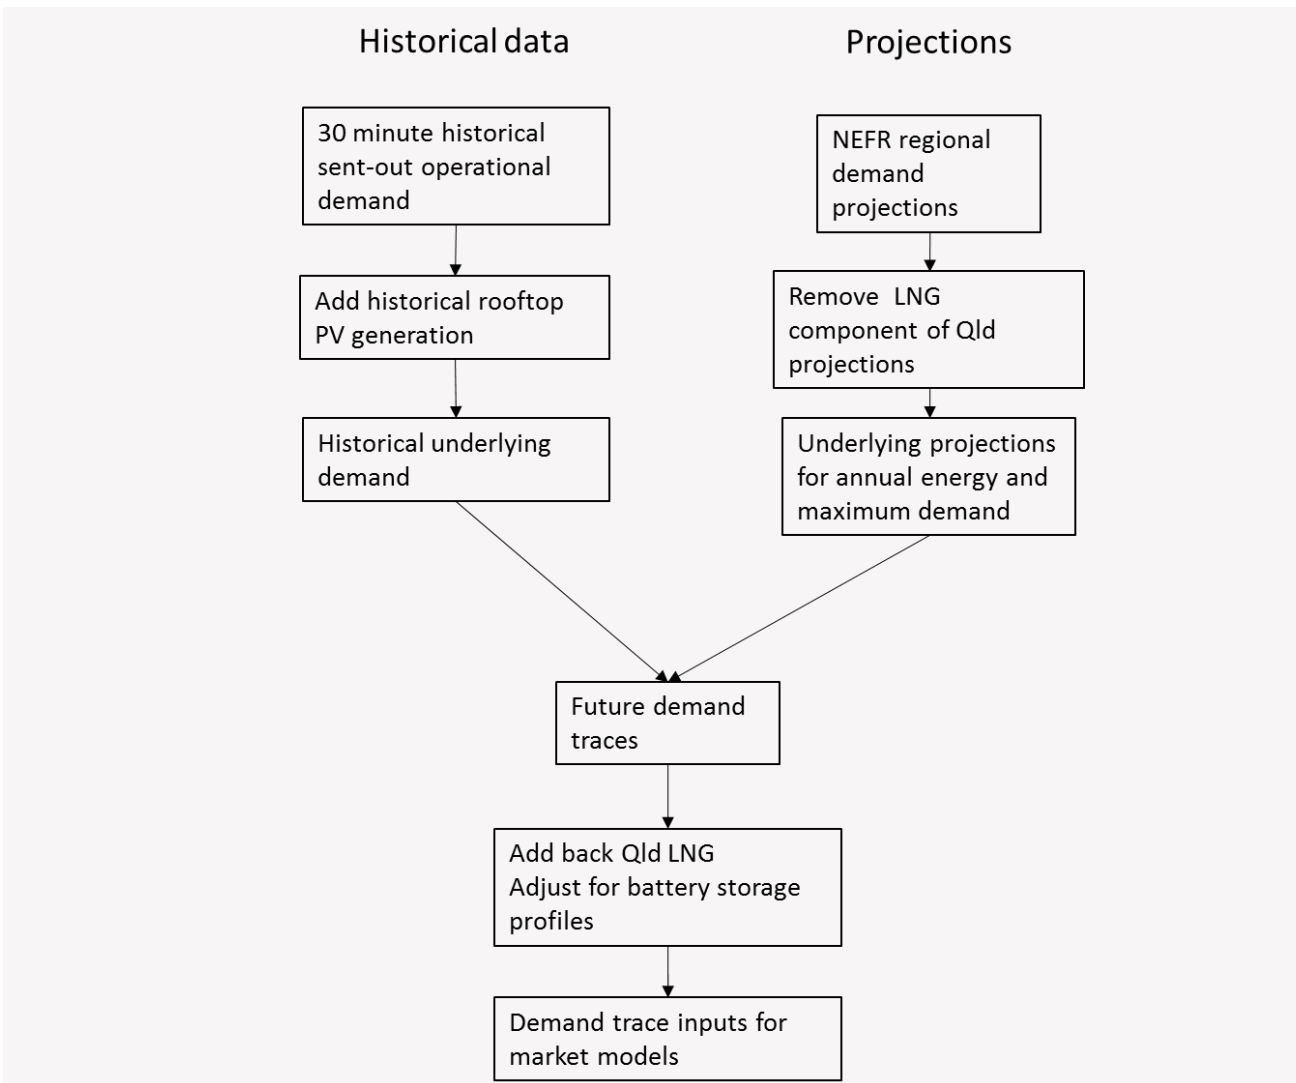 Historical data
Projections
30 minute historical
sent-out operational
demand
NEFR regional
demand
projections
Add historical rooftop
PV generation
Remove LNG
component of Qld
projections
Historical underlying
demand
Underlying projections
for annual energy and
maximum demand
Future demand
traces
Add back Qld LNG
Adjust for battery storage
profiles
Demand trace inputs for
market models